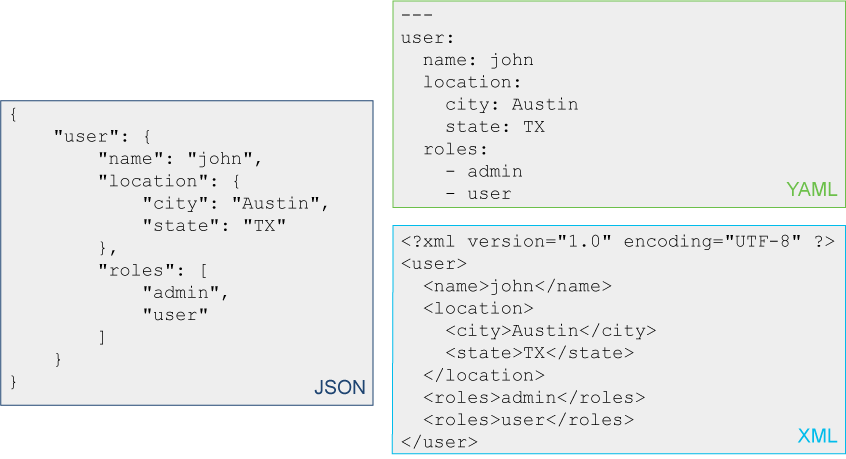 {
    "user": {
        "name": "john",
        "location": {
            "city": "Austin",
            "state": "TX"
        },
        "roles": [
            "admin",
            "user"
        ]
    }
}
JSON
---
user:
  name: john
  location:
    city: Austin
    state: TX
  roles:
    - admin
    - user
YAML
<?xml version="1.0" encoding="UTF-8" ?>
<user>
  <name>john</name>
  <location>
    <city>Austin</city>
    <state>TX</state>
  </location>
  <roles>admin</roles>
  <roles>user</roles>
</user>
XML